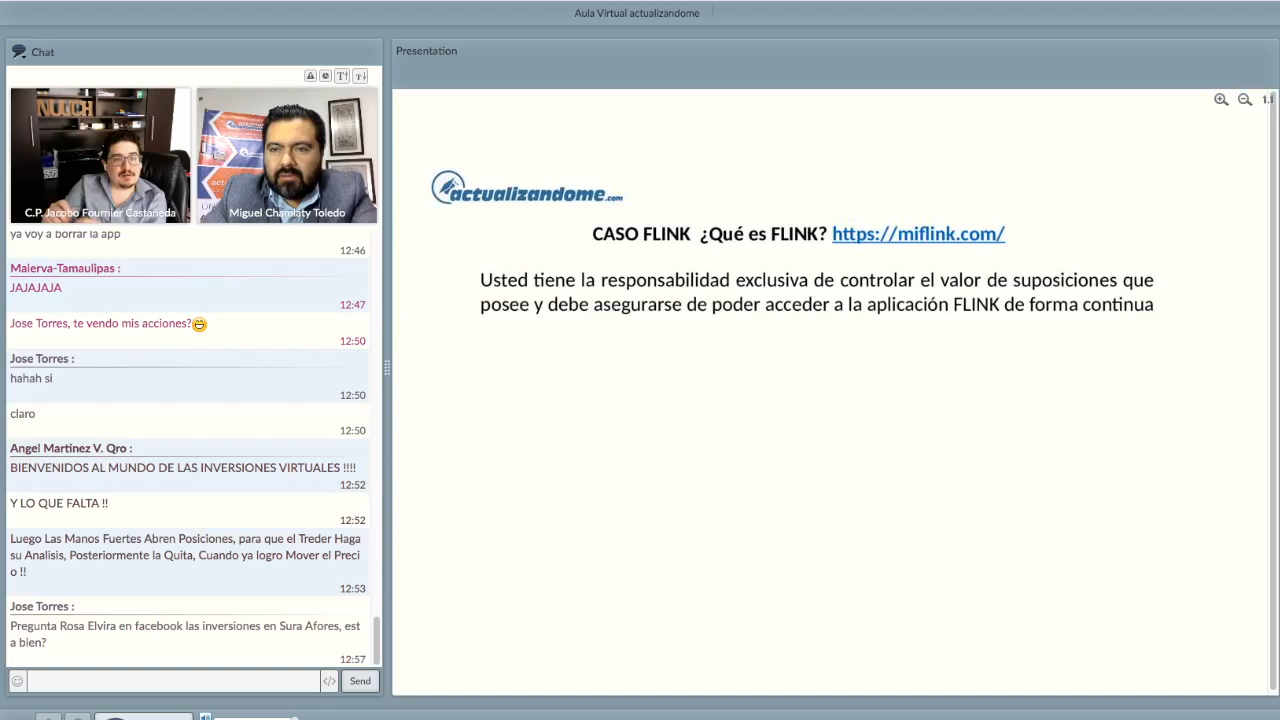 Aula Virtual actualizandome
Chat
NULCH
C.P. Jacobo Fournier Castañeda
Miguel Chamlaty Toledo
ya voy a borrar la app
12:46
Malerva-Tamaulipas :
JAJAJAJA
12:47
Jose Torres, te vendo mis acciones?
12:50
Jose Torres :
hahah si
12:50
claro
12:50
Angel Martinez V. Qro :
BIENVENIDOS AL MUNDO DE LAS INVERSIONES VIRTUALES !!!!
12:52
Y LO QUE FALTA !!
12:52
Luego Las Manos Fuertes Abren Posiciones, para que el Treder Haga
su Analisis, Posteriormente la Quita, Cuando ya logro Mover el Preci
o !!
12:53
Jose Torres :
Pregunta Rosa Elvira en facebook las inversiones en Sura Afores, est
a bien?
12:57
Send
Presentation
actualizandome.com
CASO FLINK ¿Qué es FLINK? https://miflink.com/
Usted tiene la responsabilidad exclusiva de controlar el valor de suposiciones que
posee y debe asegurarse de poder acceder a la aplicación FLINK de forma continua